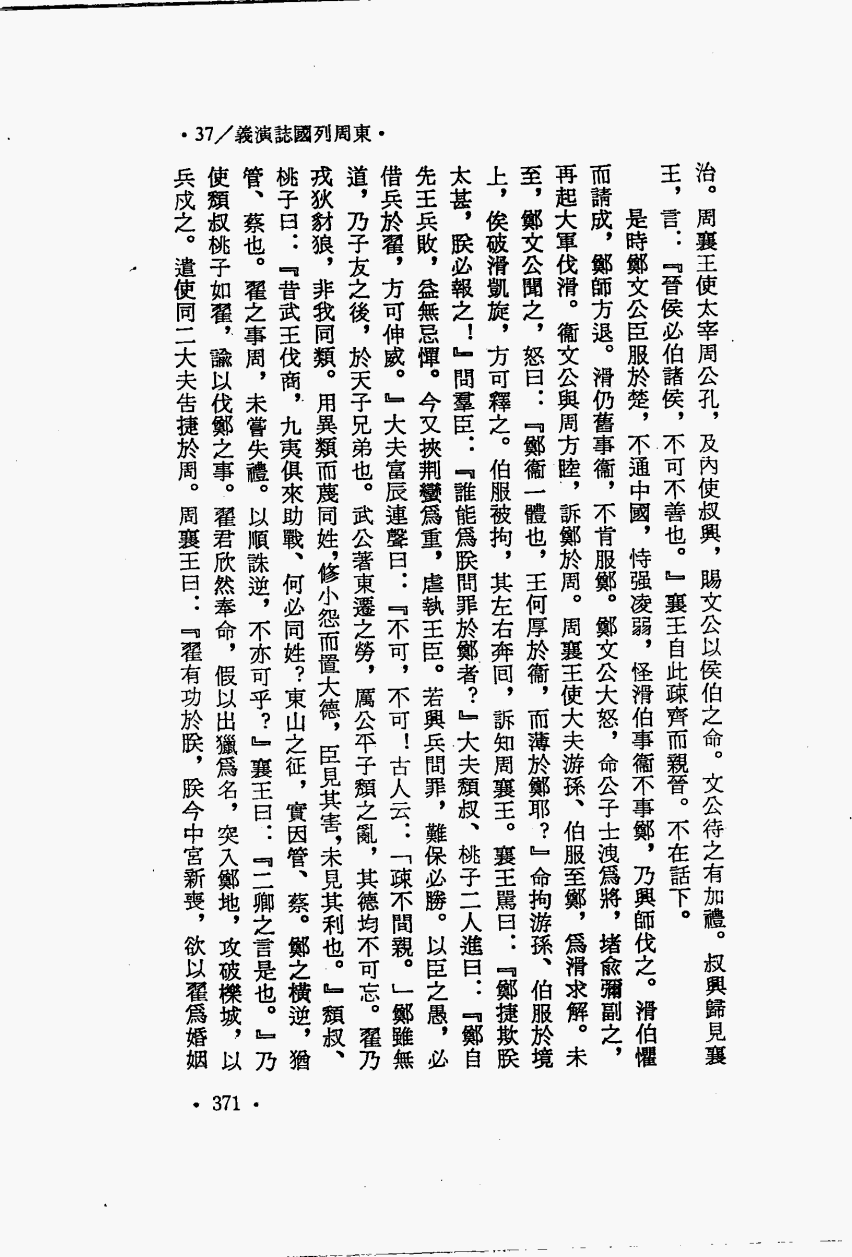 •37／義演誌國列周東•
治。周襄王使太宰周公孔，及內使叔興，賜文公以侯伯之命。文公待之有加禮。叔興歸見襄
王，言：『晉侯必伯諸侯，不可不善也。』襄王自此疎齊而親晉。不在話下。
是時鄭文公臣服於楚，不通中國，恃强凌弱，怪滑伯事衞不事鄭，乃興師伐之。滑伯懼
而請成，鄭師方退。滑仍舊事衞，不肯服鄭。鄭文公大怒，命公子士洩爲將，堵兪彌副之，
再起大軍伐滑。衞文公與周方睦，訴鄭於周。周襄王使大夫游孫、伯服至鄭，爲滑求解。未
至，鄭文公聞之，怒曰：『鄭衞一體也，王何厚於衞，而薄於鄭耶？』命拘游孫、伯服於境
上，俟破滑凱旋，方可釋之。伯服被拘，其左右奔囘，訴知周襄王。襄王駡曰：『鄭捷欺朕
太甚，朕必報之！』問羣臣：『誰能爲朕問罪於鄭者？』大夫頹叔、桃子二人進曰：『鄭自
先王兵敗，益無忌憚。今又挾荆蠻爲重，虐執王臣。若興兵問罪，難保必勝。以臣之愚，必
借兵於翟，方可伸威。』大夫富辰連聲曰：『不可，不可！古人云：「疎不間親。」鄭雖無
道，乃子友之後，於天子兄弟也。武公著東遷之勞，厲公平子頹之亂，其德均不可忘。翟乃
戎狄豺狼，非我同類。用異類而蔑同姓，修小怨而置大德，臣見其害，未見其利也。』頹叔、
桃子曰：『昔武王伐商，九夷俱來助戰、何必同姓？東山之征，實因管、蔡。鄭之橫逆，猶
管、蔡也。翟之事周，未嘗失禮。以順誅逆，不亦可乎？』襄王曰：『二卿之言是也。』乃
使頹叔桃子如翟，諭以伐鄭之事。翟君欣然奉命，假以出獵爲名，突入鄭地，攻破櫟城，以
兵戍之。遣使同二大夫吿捷於周。周襄王曰：『翟有功於朕，朕今中宮新喪，欲以翟爲婚姻
•371•